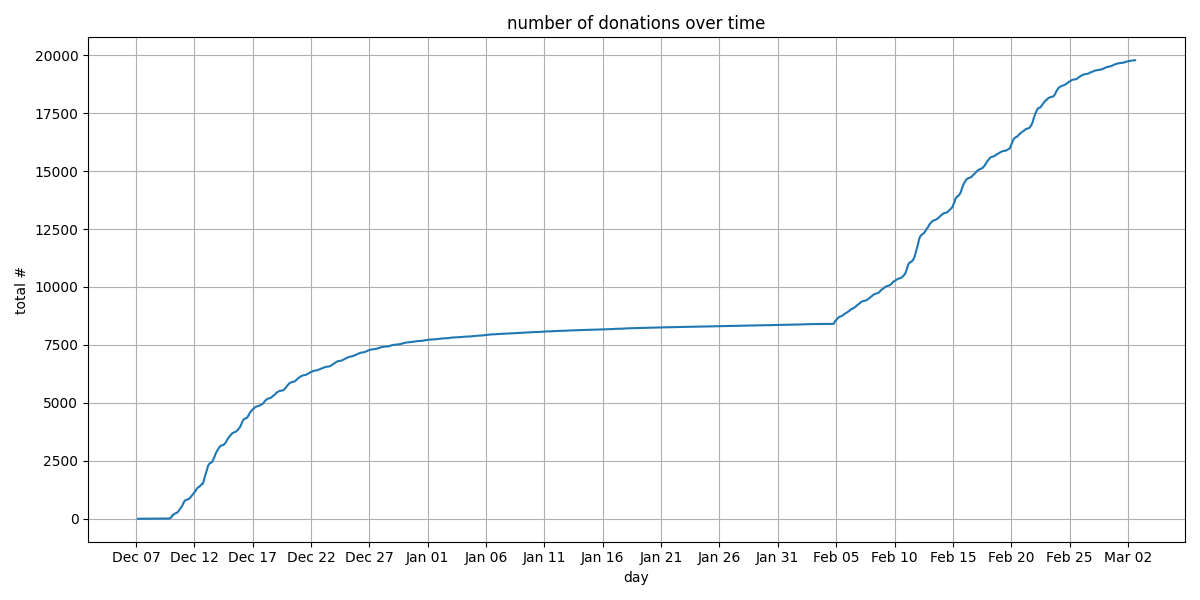 number of donations over time
20000
17500
15000
12500
10000
7500
5000
2500
0
total #
Dec 07 Dec 12 Dec 17 Dec 22 Dec 27 Jan 01 Jan 06 Jan 11 Jan 16 Jan 21 Jan 26 Jan 31 Feb 05 Feb 10 Feb 15 Feb 20 Feb 25 Mar 02
day